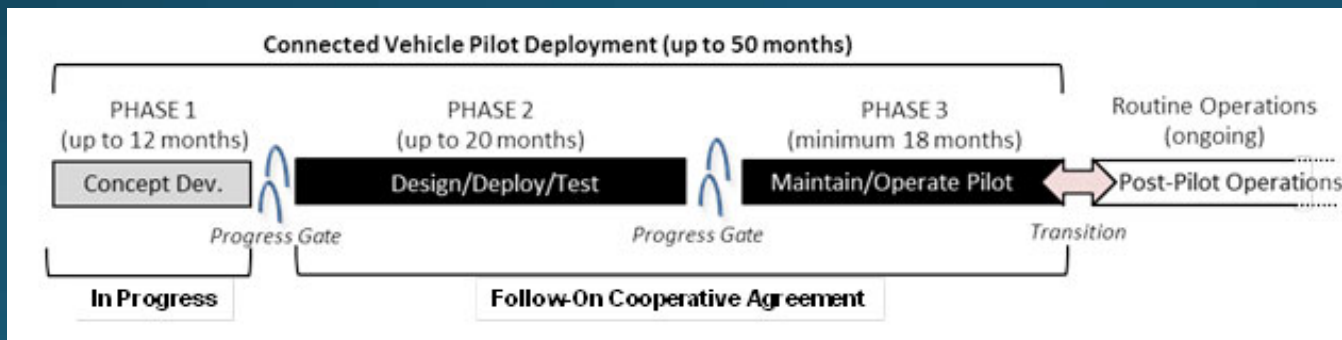 Connected Vehicle Pilot Deployment (up to 50 months)
PHASE 1
(up to 12 months)
PHASE 2
(up to 20 months)
PHASE 3
(minimum 18 months)
Routine Operations
(ongoing)
Concept Dev.
Design/Deploy/Test
Maintain/Operate Pilot
Post-Pilot Operations
Progress Gate
Progress Gate
Transition
In Progress
Follow-On Cooperative Agreement